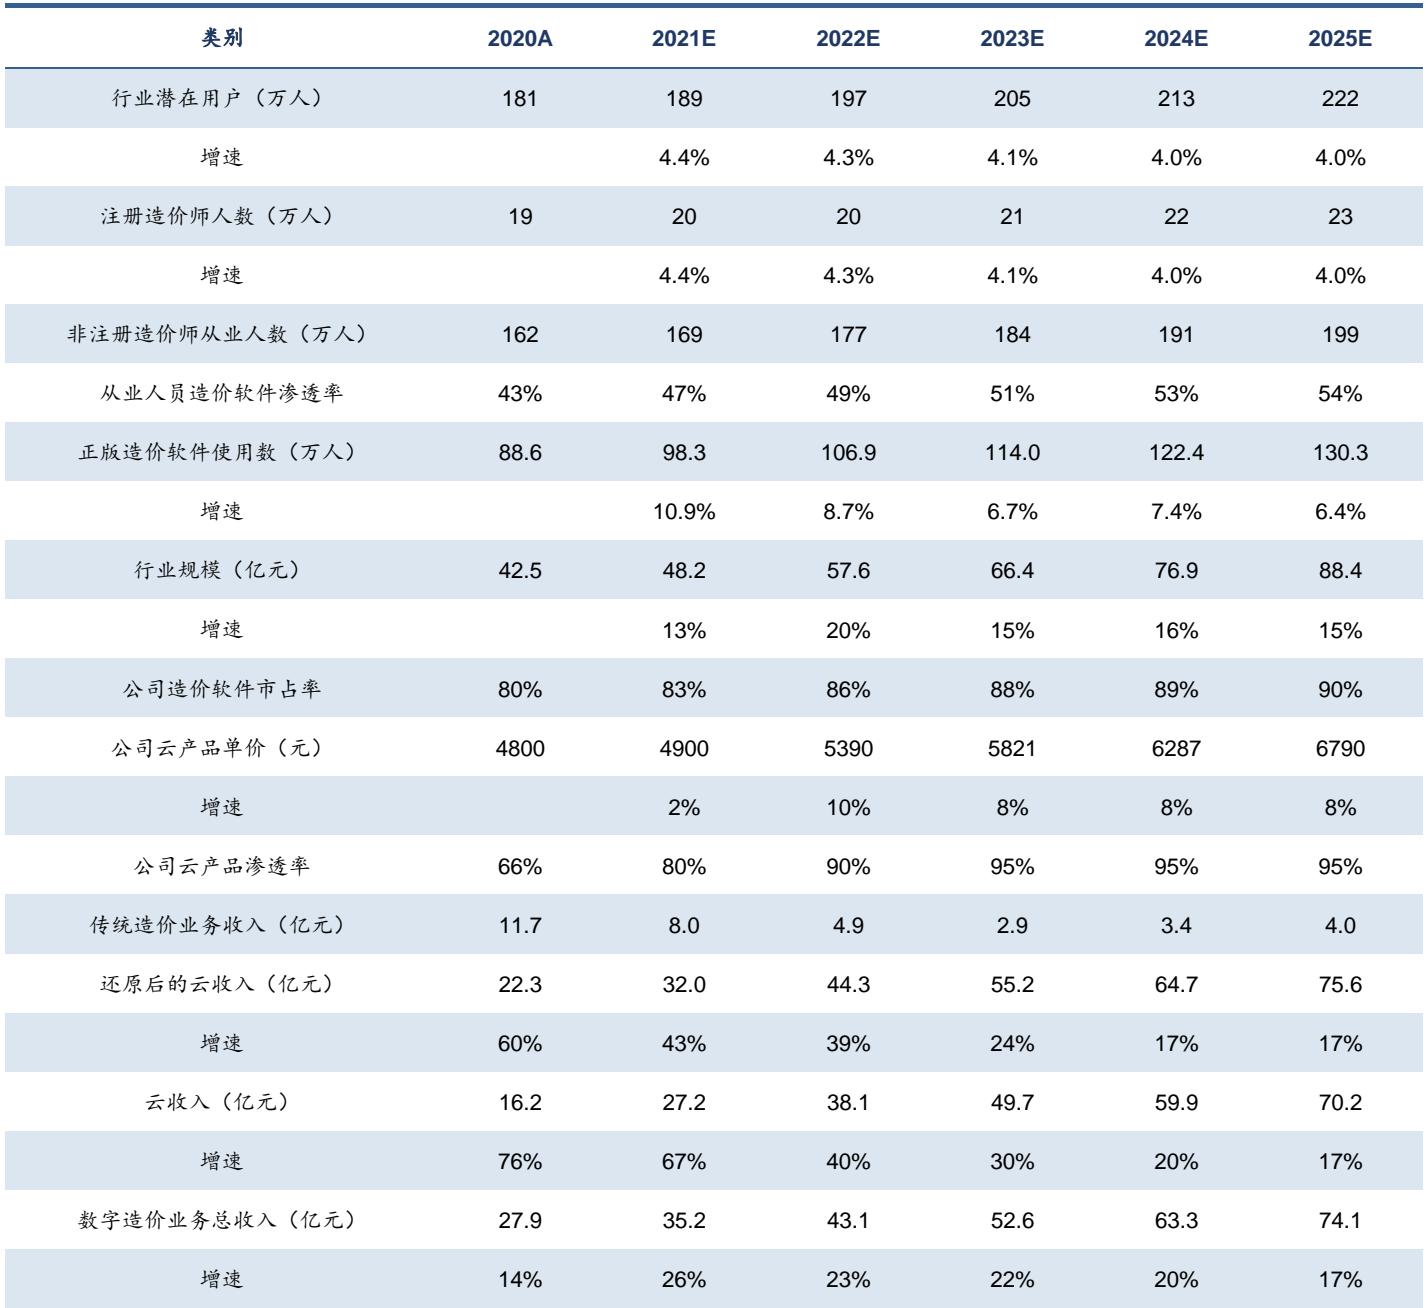 类别 2020A 2021E 2022E 2023E 2024E 2025E
行业潜在用户（万人） 181 189 197 205 213 222
增速 4.4% 4.3% 4.1% 4.0% 4.0%
注册造价师人数（万人） 19 20 20 21 22 23
增速 4.4% 4.3% 4.1% 4.0% 4.0%
非注册造价师从业人数（万人） 162 169 177 184 191 199
从业人员造价软件渗透率 43% 47% 49% 51% 53% 54%
正版造价软件使用数（万人） 88.6 98.3 106.9 114.0 122.4 130.3
增速 10.9% 8.7% 6.7% 7.4% 6.4%
行业规模（亿元） 42.5 48.2 57.6 66.4 76.9 88.4
增速 13% 20% 15% 16% 15%
公司造价软件市占率 80% 83% 86% 88% 89% 90%
公司云产品单价（元） 4800 4900 5390 5821 6287 6790
增速 2% 10% 8% 8% 8%
公司云产品渗透率 66% 80% 90% 95% 95% 95%
传统造价业务收入（亿元） 11.7 8.0 4.9 2.9 3.4 4.0
还原后的云收入（亿元） 22.3 32.0 44.3 55.2 64.7 75.6
增速 60% 43% 39% 24% 17% 17%
云收入（亿元） 16.2 27.2 38.1 49.7 59.9 70.2
增速 76% 67% 40% 30% 20% 17%
数字造价业务总收入（亿元） 27.9 35.2 43.1 52.6 63.3 74.1
增速 14% 26% 23% 22% 20% 17%